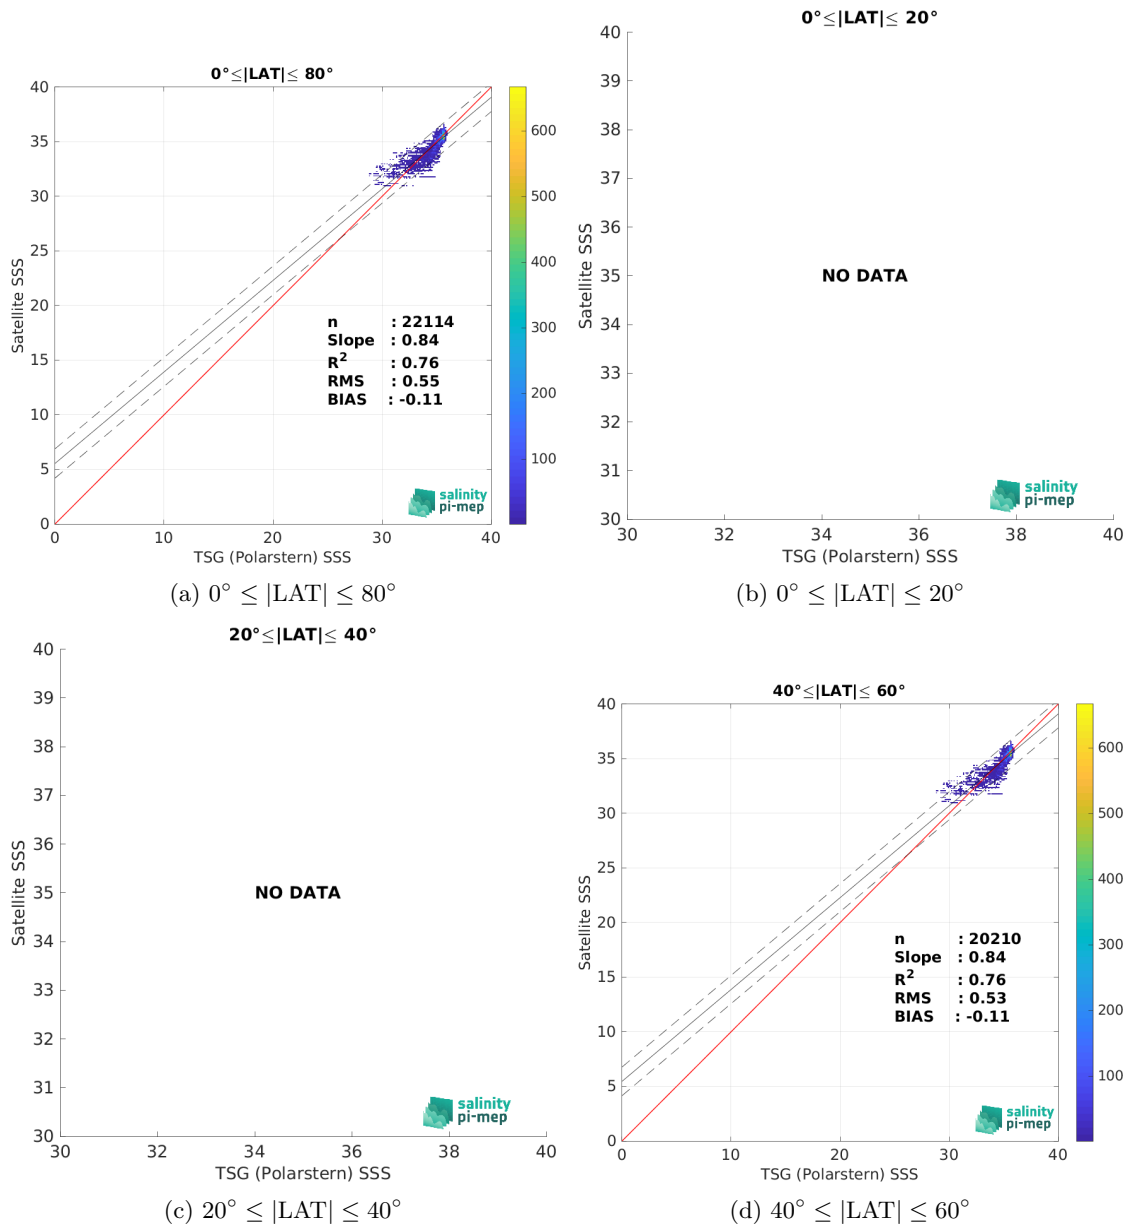 0°≤|LAT|≤ 80°
40
35
30
25
20
15
10
5
0
Satellite SSS
n : 22114
Slope : 0.84
R² : 0.76
RMS : 0.55
BIAS : -0.11
salinity
pi-mep
0 10 20 30 40
TSG (Polarstern) SSS
600
500
400
300
200
100
(a) 0° ≤ |LAT| ≤ 80°
0°≤|LAT|≤ 20°
40
39
38
37
36
35
34
33
32
31
30
Satellite SSS
NO DATA
salinity
pi-mep
30 32 34 36 38 40
TSG (Polarstern) SSS
(b) 0° ≤ |LAT| ≤ 20°
20°≤|LAT|≤ 40°
40
39
38
37
36
35
34
33
32
31
30
Satellite SSS
NO DATA
salinity
pi-mep
30 32 34 36 38 40
TSG (Polarstern) SSS
(c) 20° ≤ |LAT| ≤ 40°
40°≤|LAT|≤ 60°
40
35
30
25
20
15
10
5
0
Satellite SSS
n : 20210
Slope : 0.84
R² : 0.76
RMS : 0.53
BIAS : -0.11
salinity
pi-mep
0 10 20 30 40
TSG (Polarstern) SSS
600
500
400
300
200
100
(d) 40° ≤ |LAT| ≤ 60°